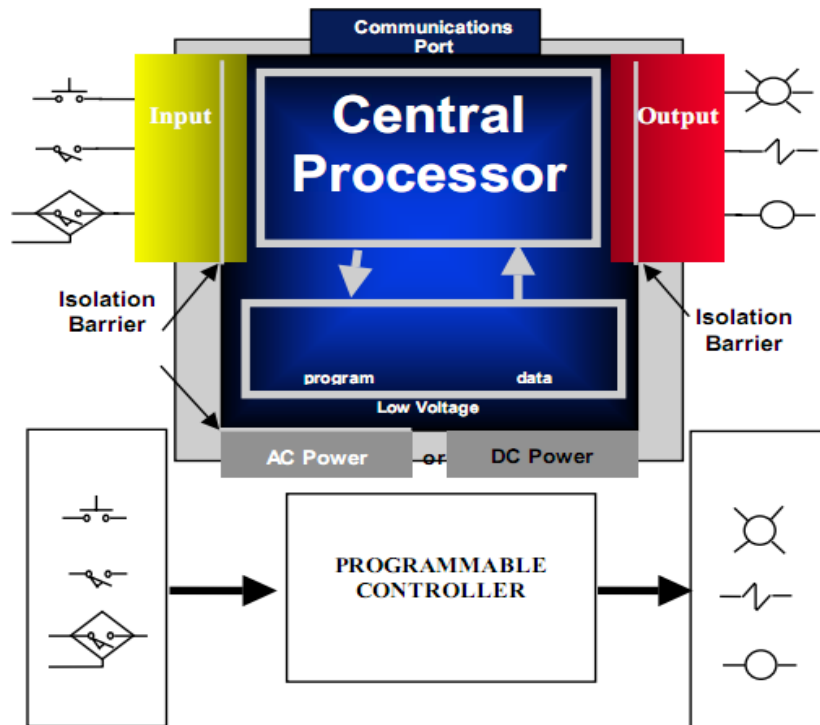 Communications
Port
Input
Central
Processor
Output
Isolation
Barrier
Isolation
Barrier
program
data
Low Voltage
AC Power
or
DC Power
PROGRAMMABLE
CONTROLLER